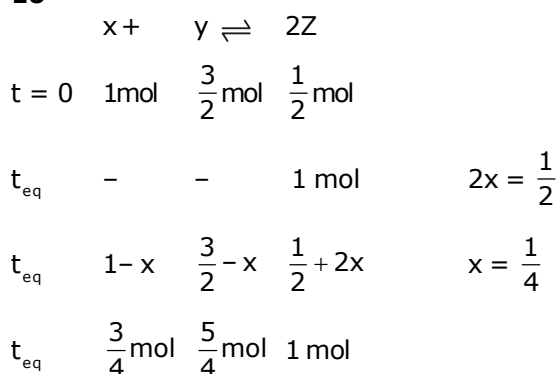 x + y ⇌ 2Z
t = 0 1mol 3/2 mol 1/2 mol
t_eq – – 1 mol 2x = 1/2
t_eq 1– x 3/2 – x 1/2 + 2x x = 1/4
t_eq 3/4 mol 5/4 mol 1 mol